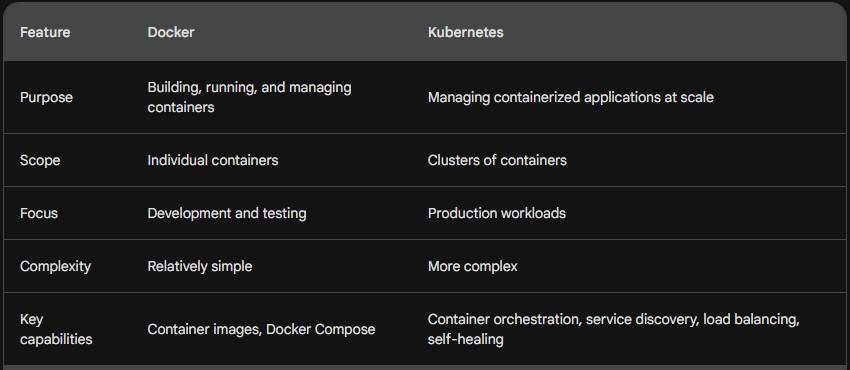 Feature Docker Kubernetes
Purpose
Building, running, and managing
containers
Managing containerized applications at scale
Scope Individual containers Clusters of containers
Focus Development and testing Production workloads
Complexity Relatively simple More complex
Key
capabilities
Container images, Docker Compose
Container orchestration, service discovery, load balancing,
self-healing